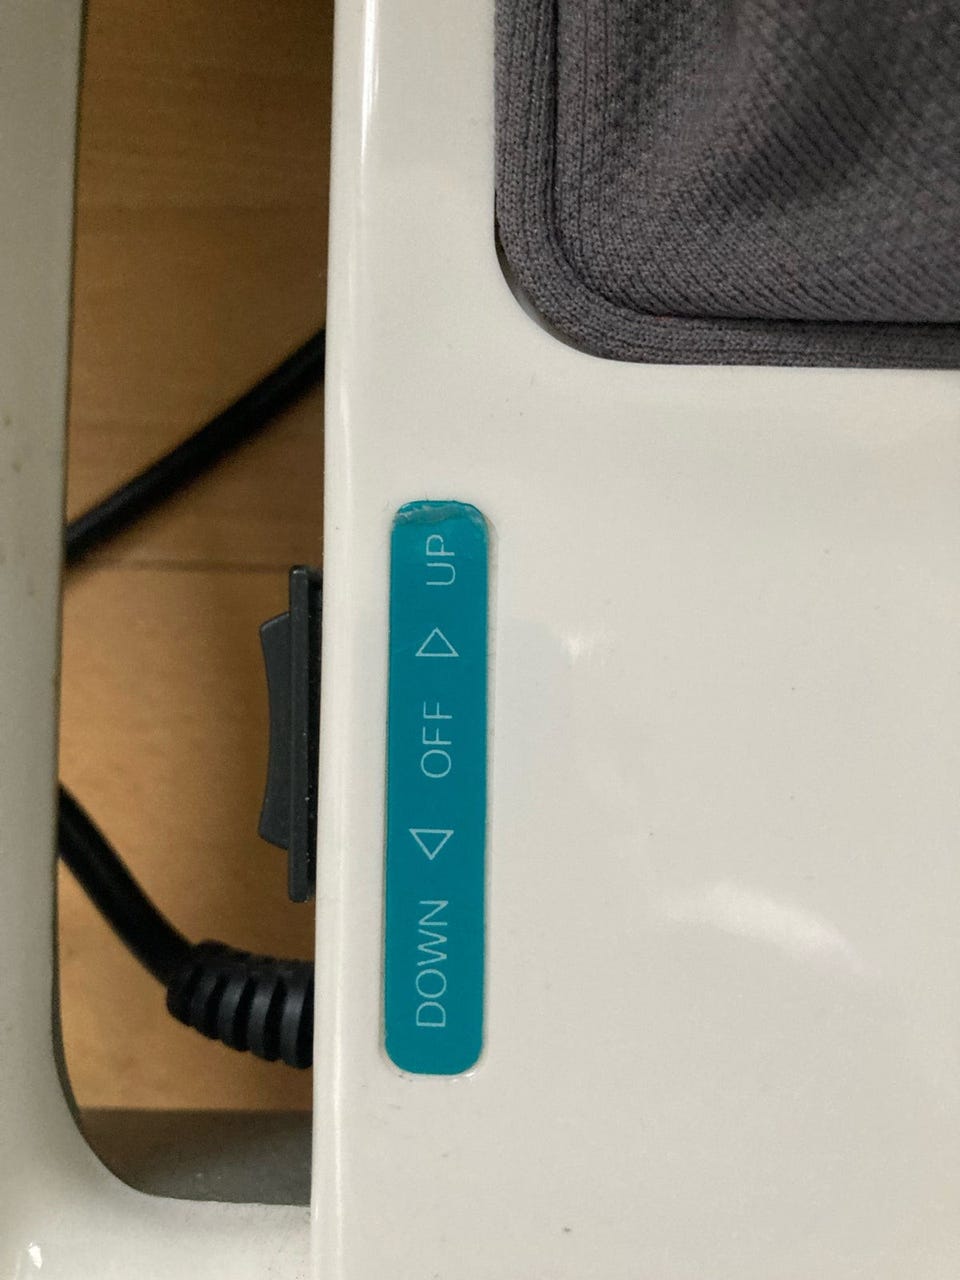 DOWN ◁ OFF ▷ UP